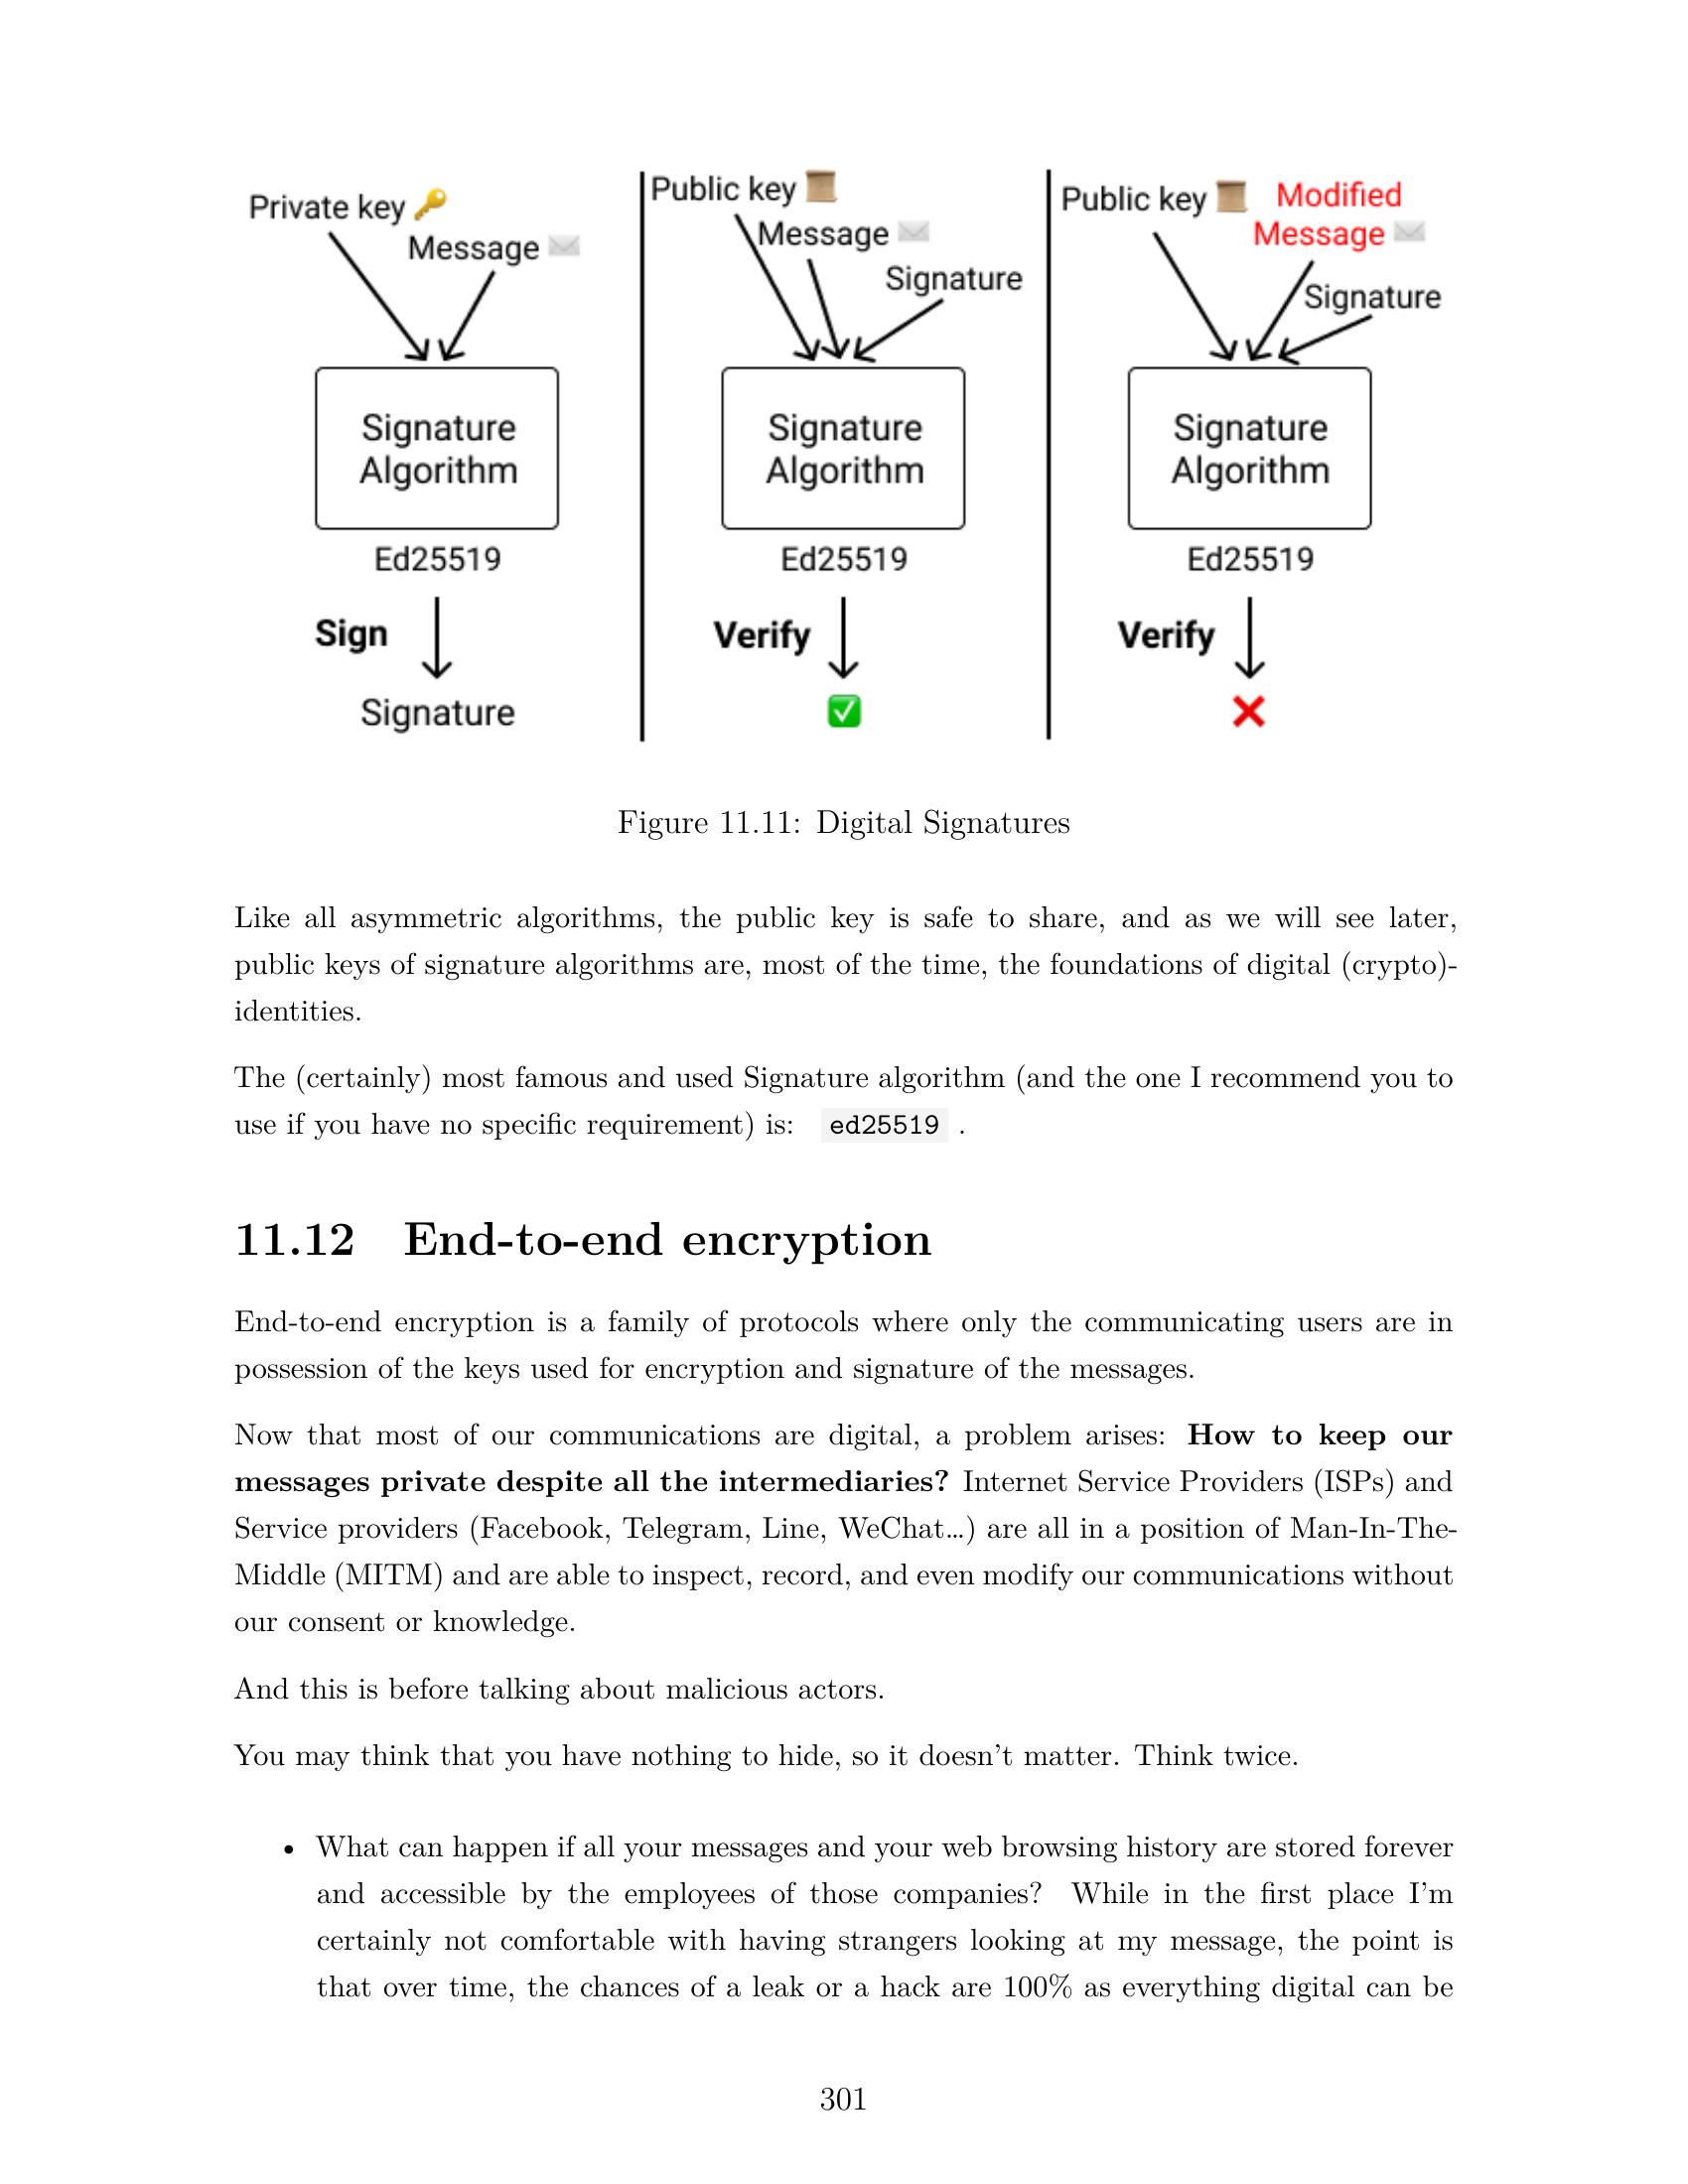 Private key
Message
Signature
Algorithm
Ed25519
Sign
Signature
Public key
Message
Signature
Signature
Algorithm
Ed25519
Verify
Public key
Modified
Message
Signature
Signature
Algorithm
Ed25519
Verify
Figure 11.11: Digital Signatures
Like all asymmetric algorithms, the public key is safe to share, and as we will see later,
public keys of signature algorithms are, most of the time, the foundations of digital (crypto)-
identities.
The (certainly) most famous and used Signature algorithm (and the one I recommend you to
use if you have no specific requirement) is: ed25519 .
11.12 End-to-end encryption
End-to-end encryption is a family of protocols where only the communicating users are in
possession of the keys used for encryption and signature of the messages.
Now that most of our communications are digital, a problem arises: How to keep our
messages private despite all the intermediaries? Internet Service Providers (ISPs) and
Service providers (Facebook, Telegram, Line, WeChat…) are all in a position of Man-In-The-
Middle (MITM) and are able to inspect, record, and even modify our communications without
our consent or knowledge.
And this is before talking about malicious actors.
You may think that you have nothing to hide, so it doesn't matter. Think twice.
• What can happen if all your messages and your web browsing history are stored forever
and accessible by the employees of those companies? While in the first place I'm
certainly not comfortable with having strangers looking at my message, the point is
that over time, the chances of a leak or a hack are 100% as everything digital can be
301